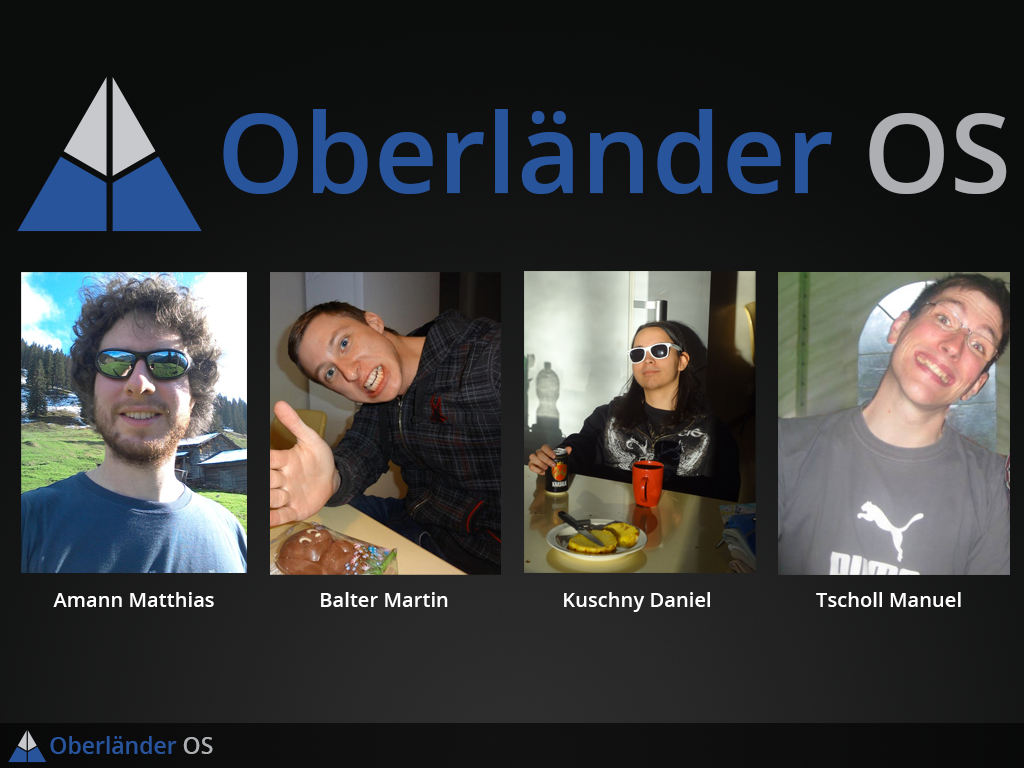 Oberländer OS
Amann Matthias
Balter Martin
Kuschny Daniel
Tscholl Manuel
Oberländer OS